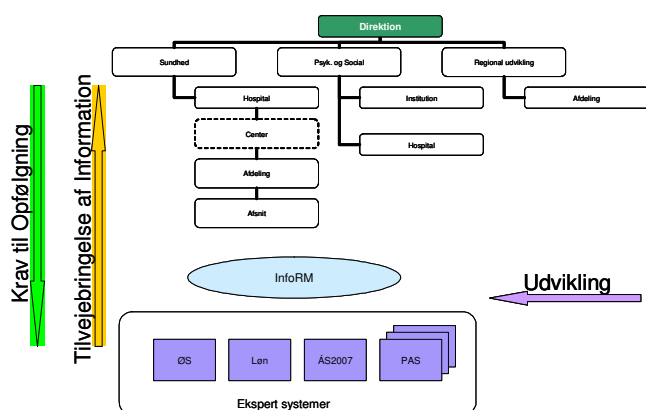 Direktion
Sundhed
Psyk. og Social
Regional udvikling
Hospital
Institution
Afdeling
Center
Hospital
Afdeling
Afsnit
Krav til Opfølgning
Tilvejebringelse af Information
InfoRM
Udvikling
ØS
Løn
ÅS2007
PAS
Ekspert systemer